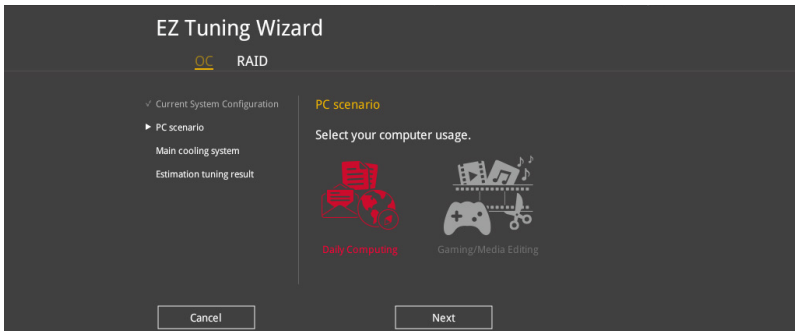 EZ Tuning Wizard
OC RAID
✓ Current System Configuration
▶ PC scenario
Main cooling system
Estimation tuning result
PC scenario
Select your computer usage.
Daily Computing Gaming/Media Editing
Cancel Next